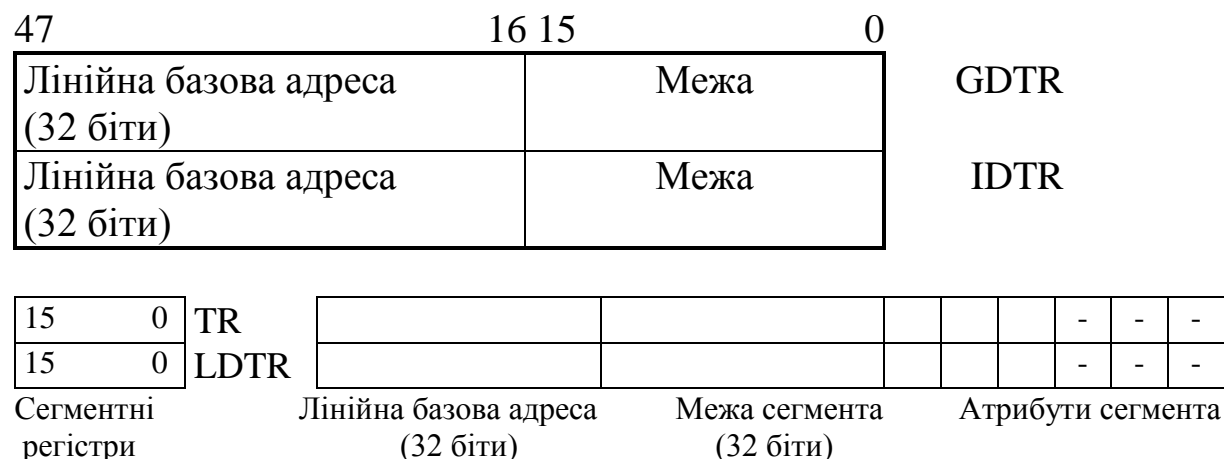 47 16 15 0
Лінійна базова адреса Межа GDTR
(32 біти)
Лінійна базова адреса Межа IDTR
(32 біти)
15 0 TR - - -
15 0 LDTR - - -
Сегментні Лінійна базова адреса Межа сегмента Атрибути сегмента
регістри (32 біти) (32 біти)